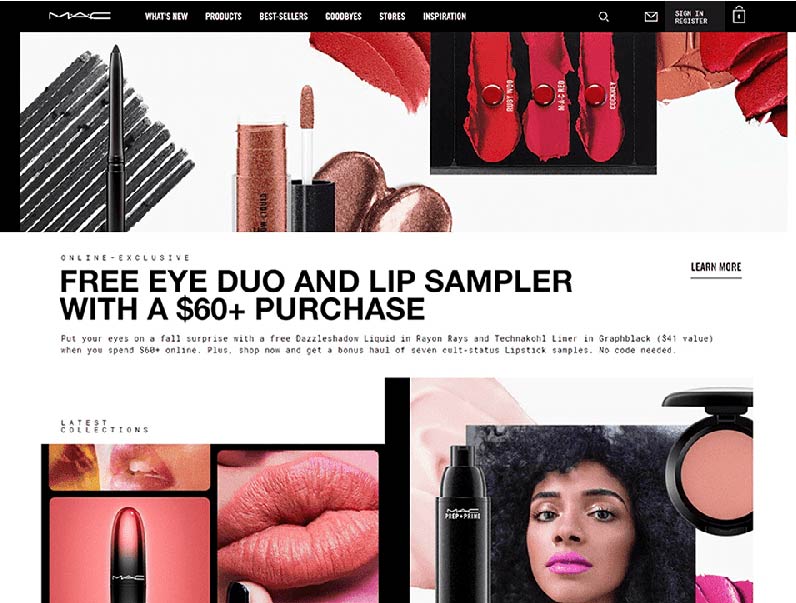 MAC
WHAT'S NEW
PRODUCTS
BEST-SELLERS
GOODBYES
STORES
INSPIRATION
SIGN IN
REGISTER
RUBY WOO
M·A·C RED
ONLINE-EXCLUSIVE
FREE EYE DUO AND LIP SAMPLER
WITH A $60+ PURCHASE
LEARN MORE
Put your eyes on a fall surprise with a free Dazzleshadow Liquid in Rayon Rays and Technakohl Liner in Graphblack ($41 value)
when you spend $60+ online. Plus, shop now and get a bonus haul of seven cult-status Lipstick samples. No code needed.
LATEST
COLLECTIONS
MAC
MAC
PREP+PRIME